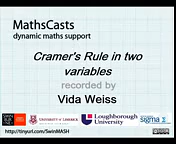 MathsCasts
dynamic maths support
Cramer's Rule in two
variables
recorded by
Vida Weiss
Loughborough
University
sigma
http://tinyurl.com/SwinMASH